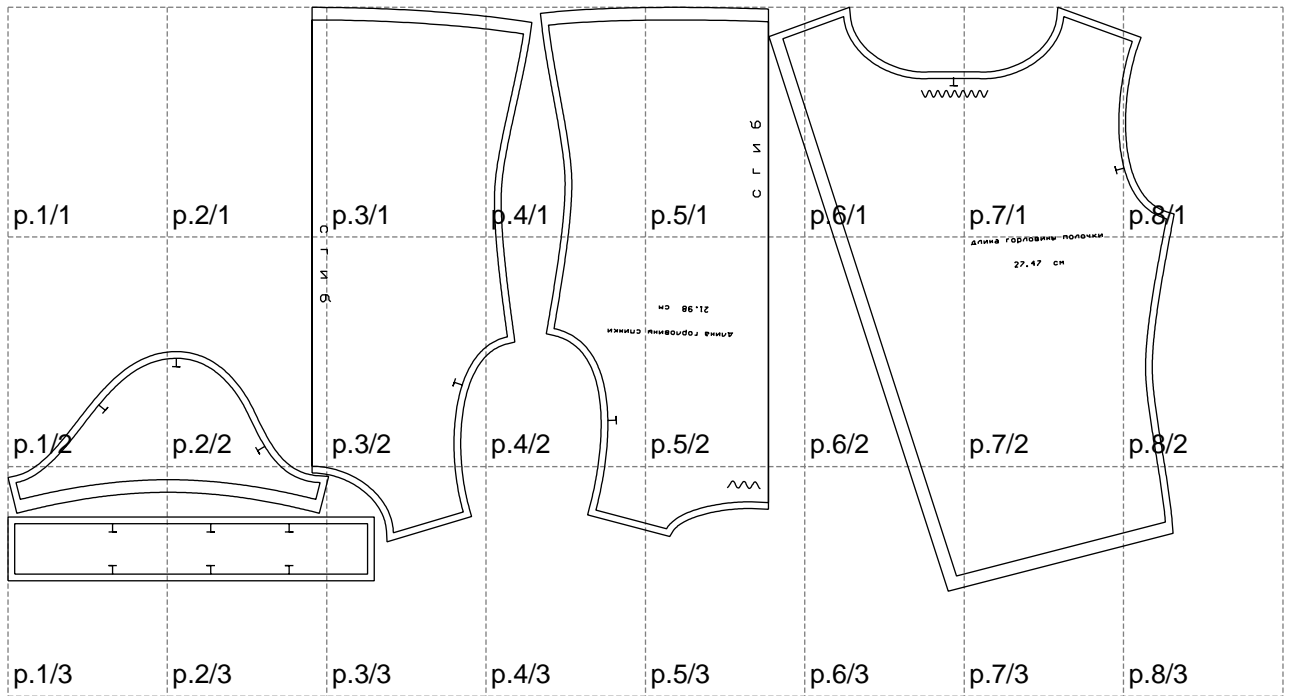 p.1/1 p.2/1 p.3/1 p.4/1 p.5/1 p.6/1 p.7/1 p.8/1
сгиб
сгиб
длина горловины полочки
27.47 см
21.98 см
длина горловины спинки
p.1/2 p.2/2 p.3/2 p.4/2 p.5/2 p.6/2 p.7/2 p.8/2
p.1/3 p.2/3 p.3/3 p.4/3 p.5/3 p.6/3 p.7/3 p.8/3